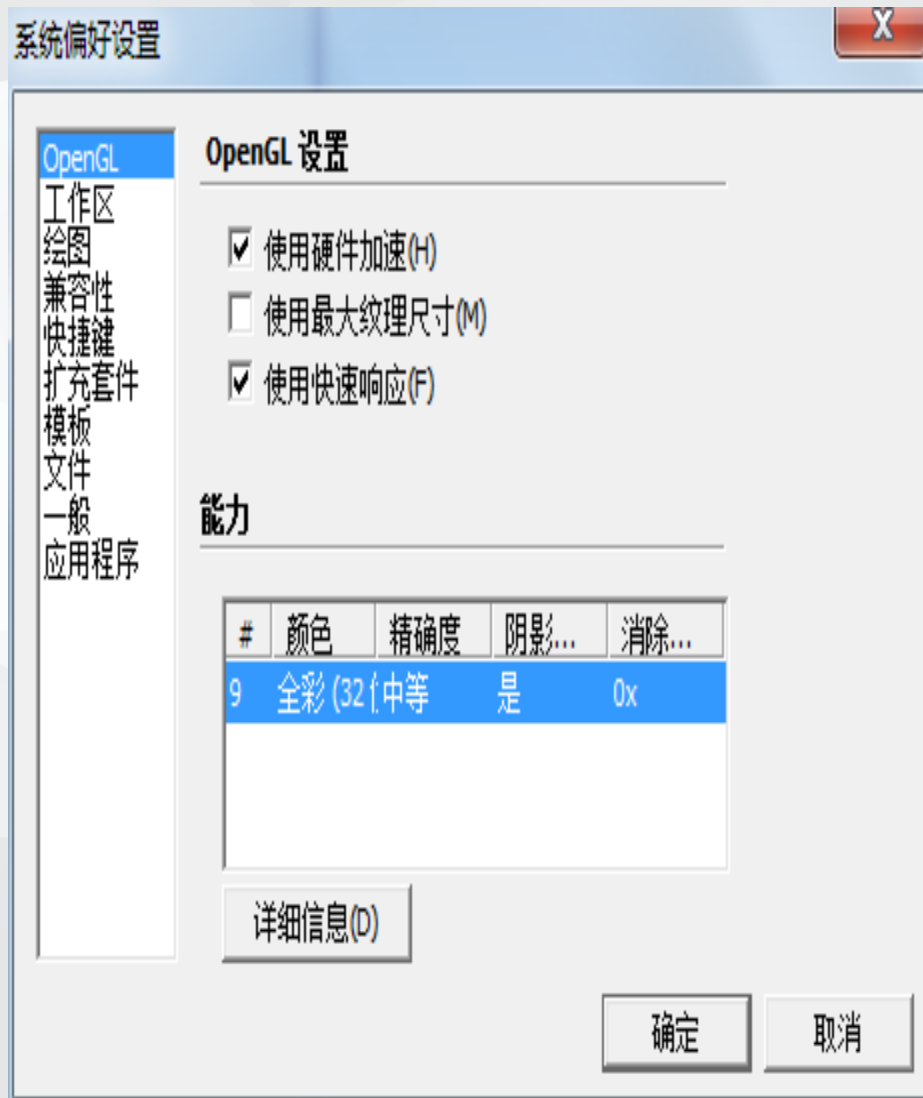 系统偏好设置
X
OpenGL
工作区
绘图
兼容性
快捷键
扩充套件
模板
文件
一般
应用程序
OpenGL 设置
使用硬件加速(H)
使用最大纹理尺寸(M)
使用快速响应(F)
能力
# 颜色 精确度 阴影... 消除...
9 全彩 (32 中等 是 0x
详细信息(D)
确定 取消